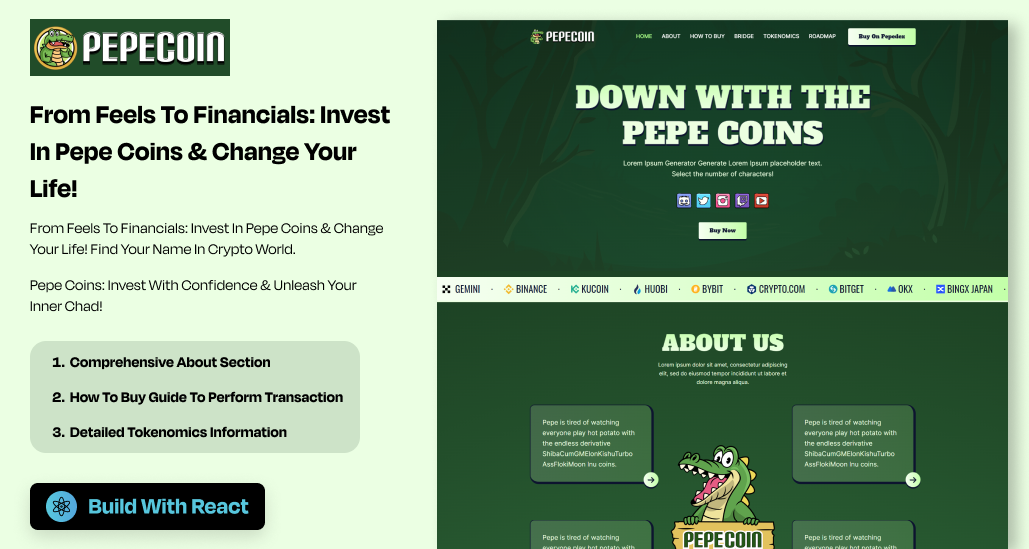 PEPECOIN
From Feels To Financials: Invest
In Pepe Coins & Change Your
Life!
From Feels To Financials: Invest In Pepe Coins & Change
Your Life! Find Your Name In Crypto World.
Pepe Coins: Invest With Confidence & Unleash Your
Inner Chad!
1. Comprehensive About Section
2. How To Buy Guide To Perform Transaction
3. Detailed Tokenomics Information
Build With React
PEPECOIN
HOME ABOUT HOW TO BUY BRIDGE TOKENOMICS ROADMAP Buy On Pepedex
DOWN WITH THE
PEPE COINS
Lorem Ipsum Generator Generate Lorem Ipsum placeholder text.
Select the number of characters!
Buy Now
GEMINI · BINANCE · KUCOIN · HUOBI · BYBIT · CRYPTO.COM · BITGET · OKX · BINGX JAPAN ·
ABOUT US
Lorem ipsum dolor sit amet, consectetur adipiscing
elit, sed do eiusmod tempor incididunt ut labore et
dolore magna aliqua.
Pepe is tired of watching
everyone play hot potato with
the endless derivative
ShibaCumGMElonKishuTurbo
AssFlokiMoon Inu coins.
Pepe is tired of watching
everyone play hot potato with
the endless derivative
ShibaCumGMElonKishuTurbo
AssFlokiMoon Inu coins.
PEPECOIN
Pepe is tired of watching
everyone play hot potato with
Pepe is tired of watching
everyone play hot potato with